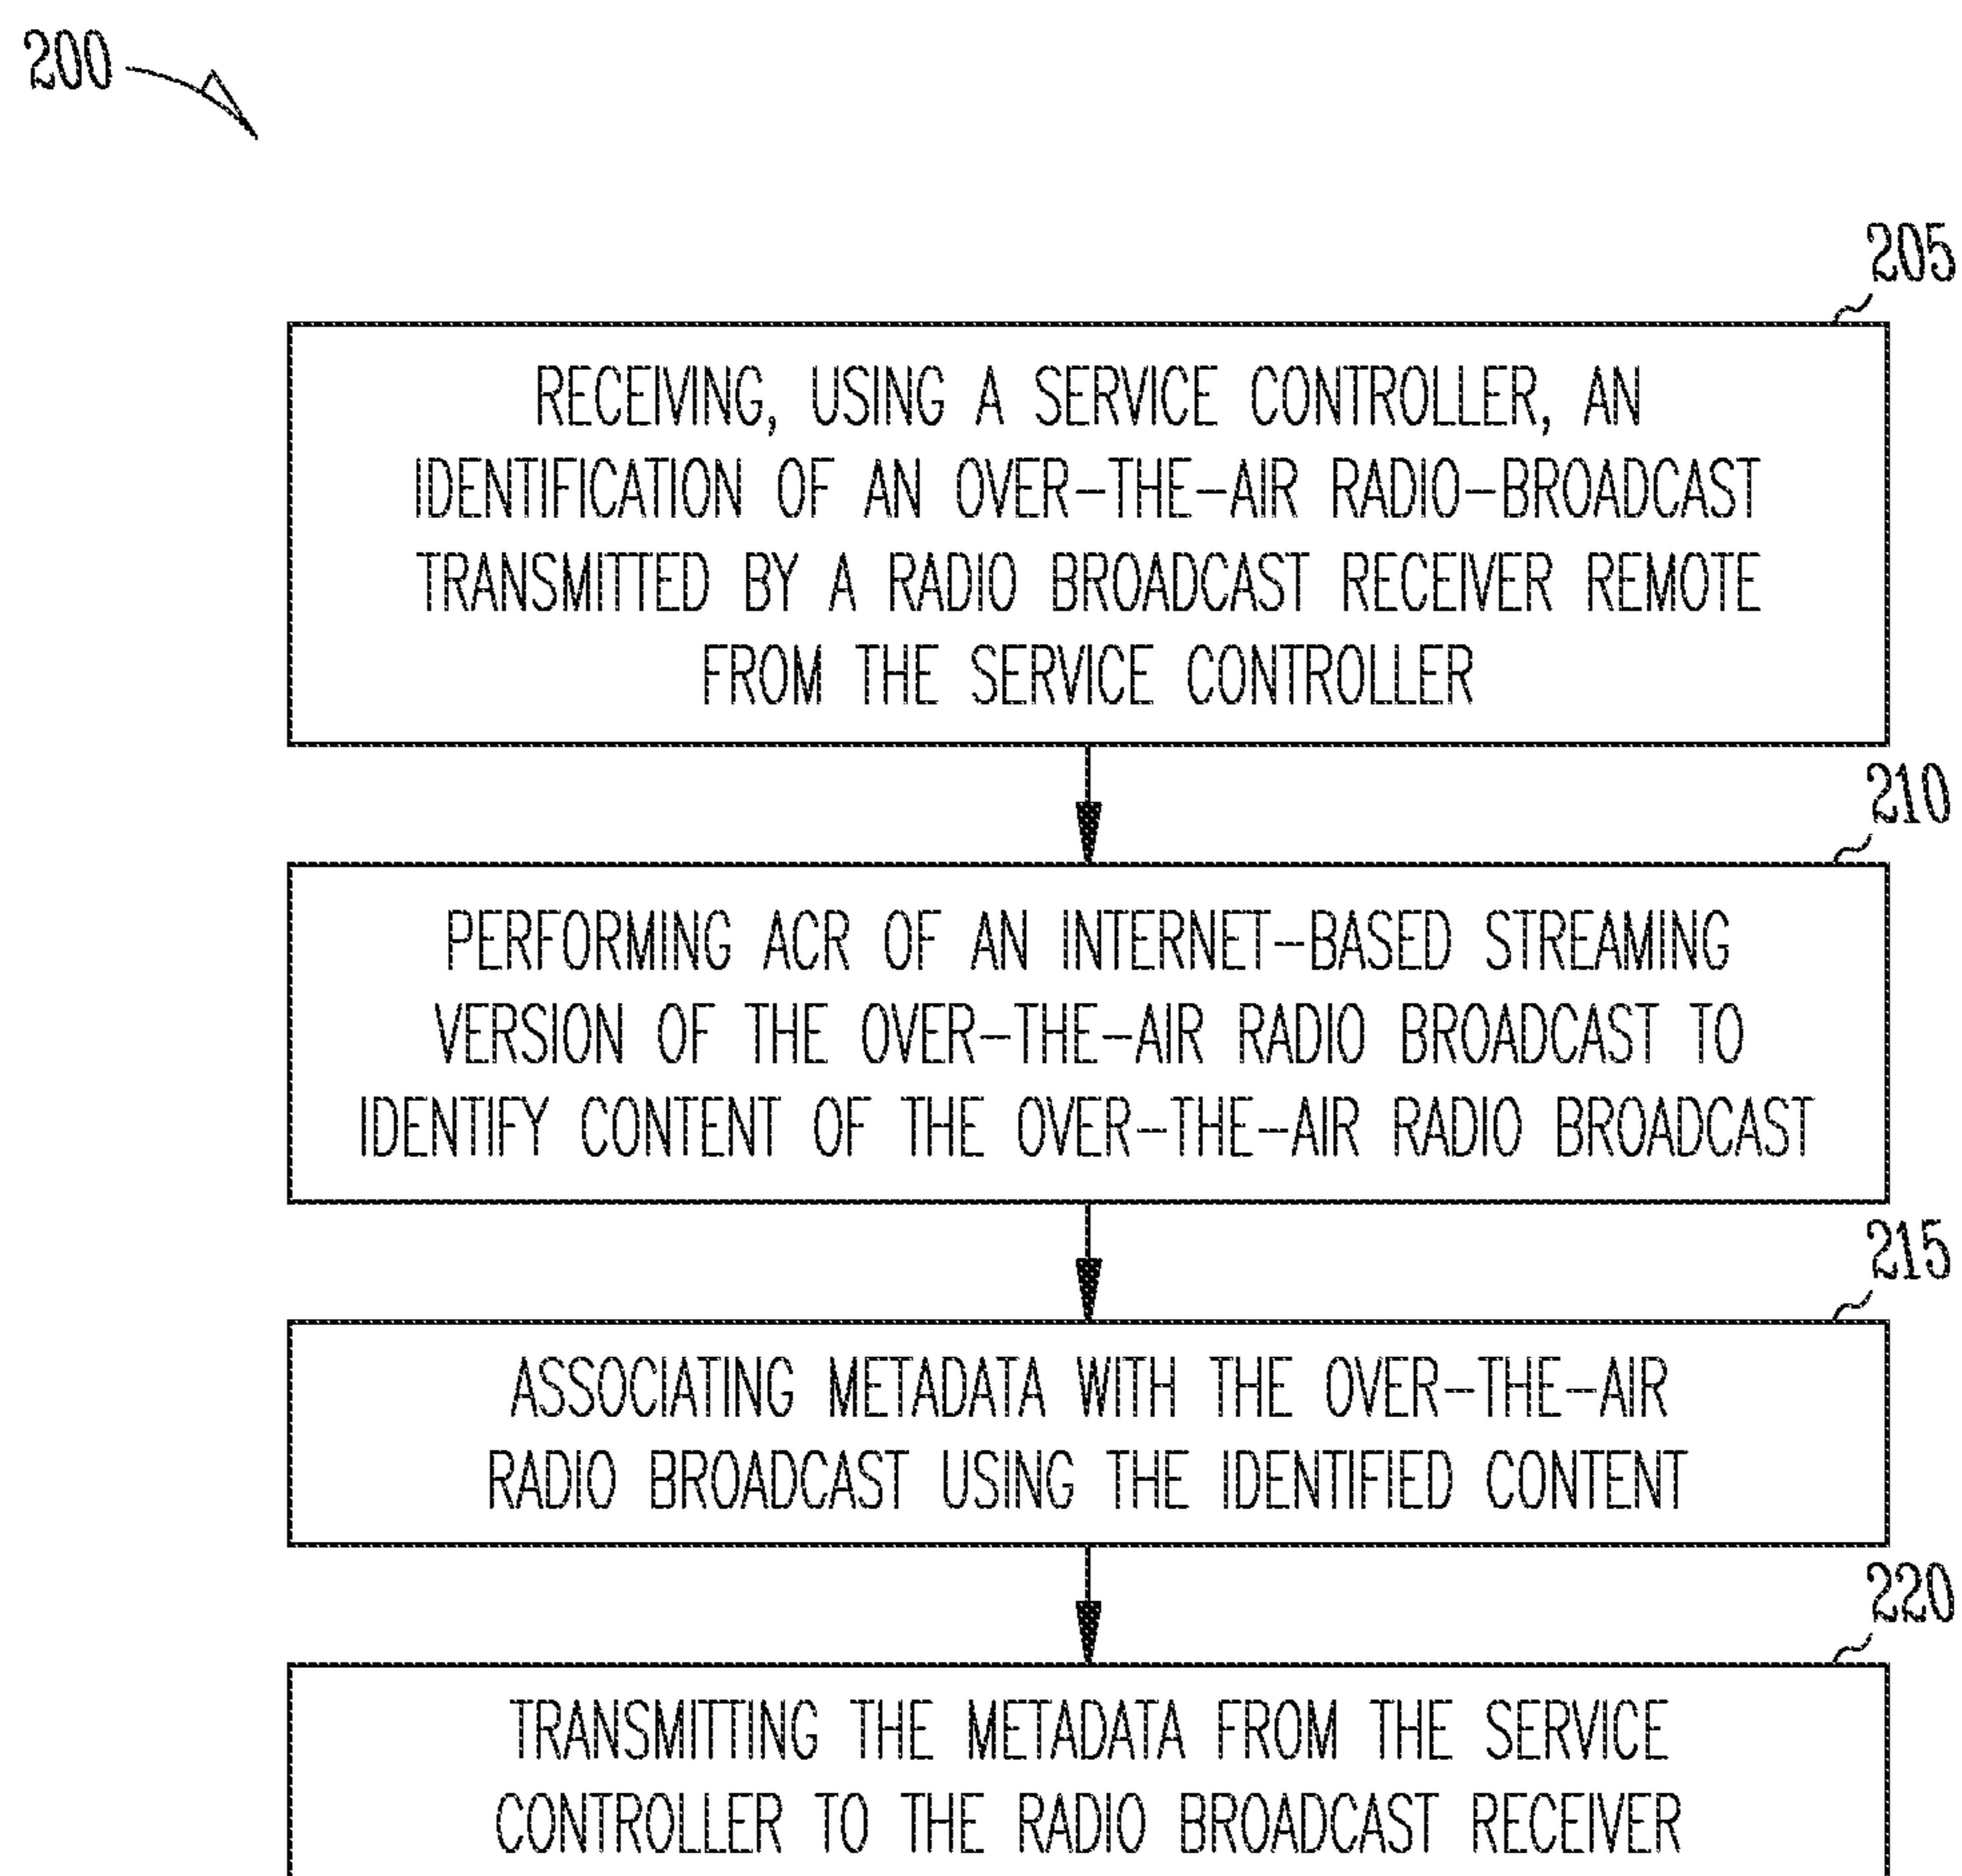 200
205
RECEIVING, USING A SERVICE CONTROLLER, AN
IDENTIFICATION OF AN OVER-THE-AIR RADIO-BROADCAST
TRANSMITTED BY A RADIO BROADCAST RECEIVER REMOTE
FROM THE SERVICE CONTROLLER
210
PERFORMING ACR OF AN INTERNET-BASED STREAMING
VERSION OF THE OVER-THE-AIR RADIO BROADCAST TO
IDENTIFY CONTENT OF THE OVER-THE-AIR RADIO BROADCAST
215
ASSOCIATING METADATA WITH THE OVER-THE-AIR
RADIO BROADCAST USING THE IDENTIFIED CONTENT
220
TRANSMITTING THE METADATA FROM THE SERVICE
CONTROLLER TO THE RADIO BROADCAST RECEIVER